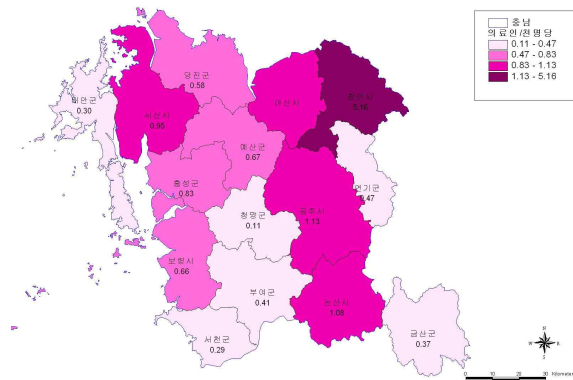 충남
의료인/천명당
0.11 - 0.47
0.47 - 0.83
0.83 - 1.13
1.13 - 5.16
당진군
0.58
태안군
0.30
서산시
0.95
아산시
천안시
5.16
예산군
0.67
홍성군
0.83
연기군
0.47
공주시
1.13
청양군
0.11
보령시
0.66
부여군
0.41
논산시
1.08
서천군
0.29
금산군
0.37
N
W
E
S
0
10
20
30 Kilometers